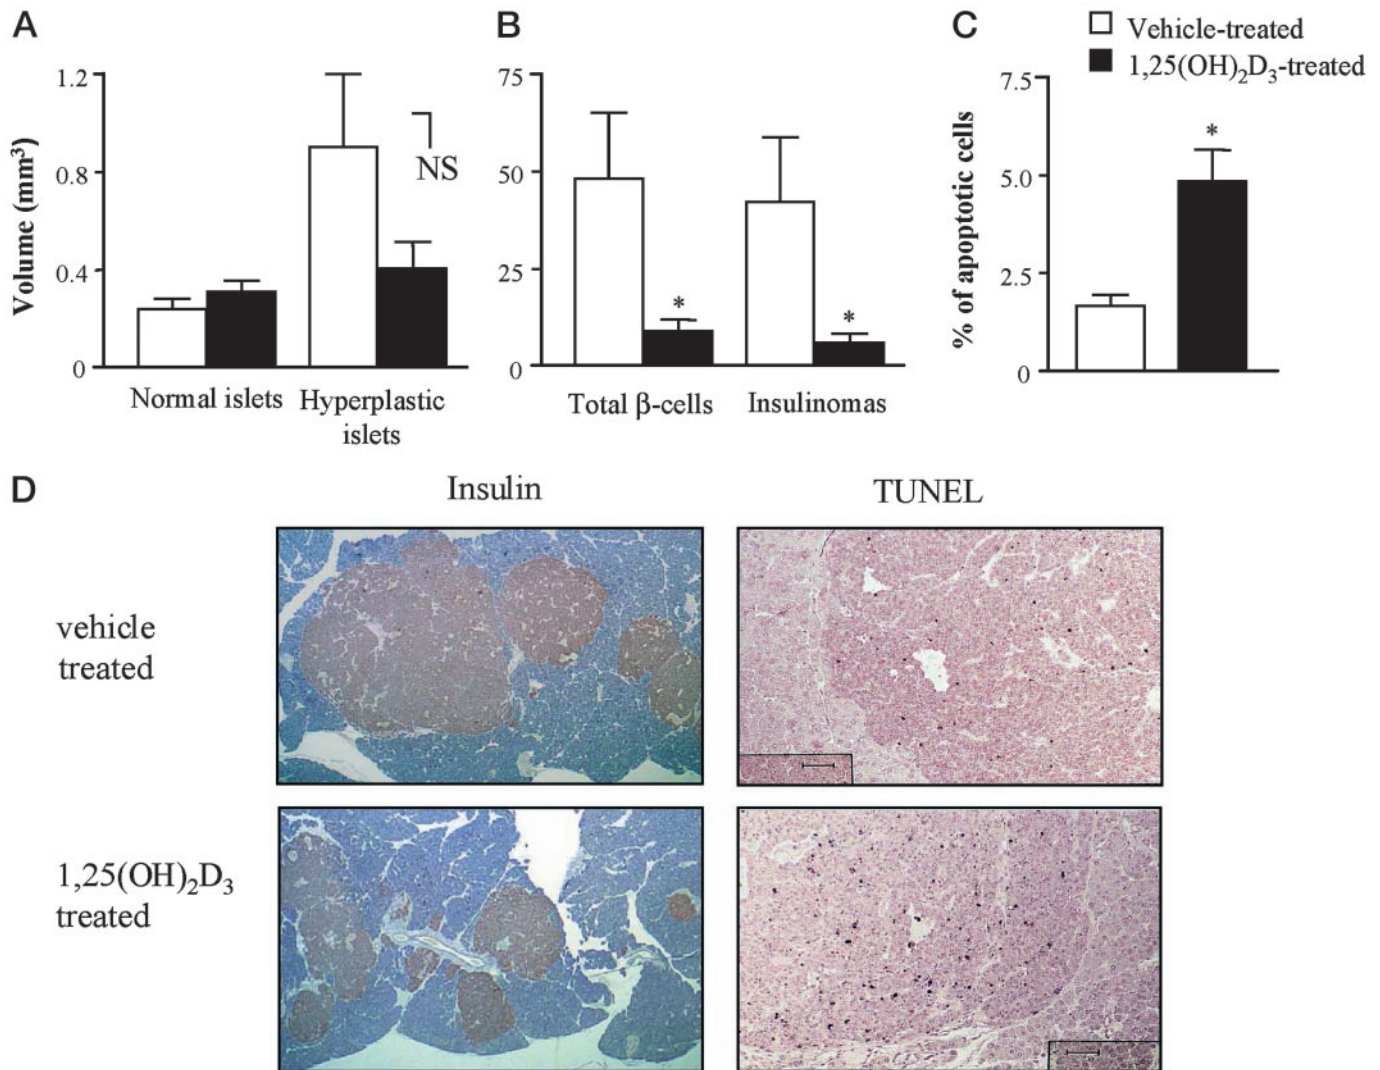 A
B
C
Vehicle-treated
1,25(OH)₂D₃-treated
Volume (mm³)
1.2
0.8
0.4
0
NS
Normal islets
Hyperplastic
islets
75
50
25
0
*
*
Total β-cells
Insulinomas
% of apoptotic cells
7.5
5.0
2.5
0
*
D
Insulin
TUNEL
vehicle
treated
1,25(OH)₂D₃
treated